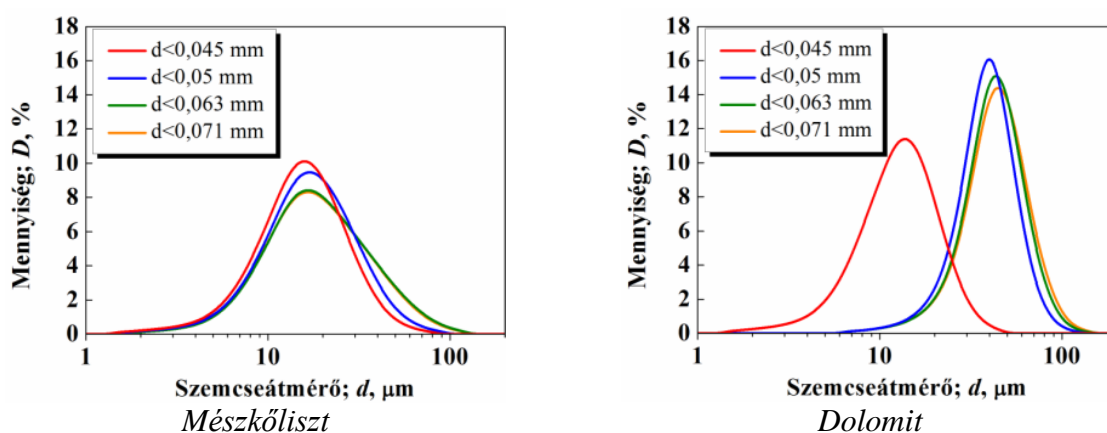 18
16
14
12
10
8
6
4
2
0
Mennyiség; D, %
d<0,045 mm
d<0,05 mm
d<0,063 mm
d<0,071 mm
1 10 100
Szemcseátmérő; d, μm
Mészkőliszt
18
16
14
12
10
8
6
4
2
0
Mennyiség; D, %
d<0,045 mm
d<0,05 mm
d<0,063 mm
d<0,071 mm
1 10 100
Szemcseátmérő; d, μm
Dolomit